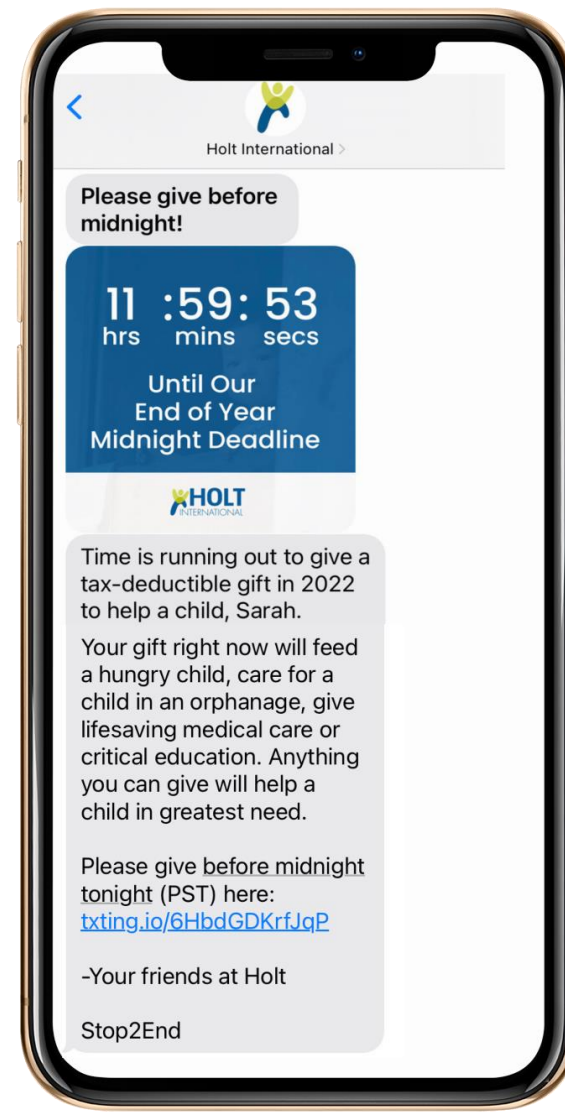 Holt International
Please give before
midnight!
11 : 59 : 53
hrs mins secs
Until Our
End of Year
Midnight Deadline
HOLT
INTERNATIONAL
Time is running out to give a
tax-deductible gift in 2022
to help a child, Sarah.
Your gift right now will feed
a hungry child, care for a
child in an orphanage, give
lifesaving medical care or
critical education. Anything
you can give will help a
child in greatest need.
Please give before midnight
tonight (PST) here:
txting.io/6HbdGDKrfJqP
-Your friends at Holt
Stop2End